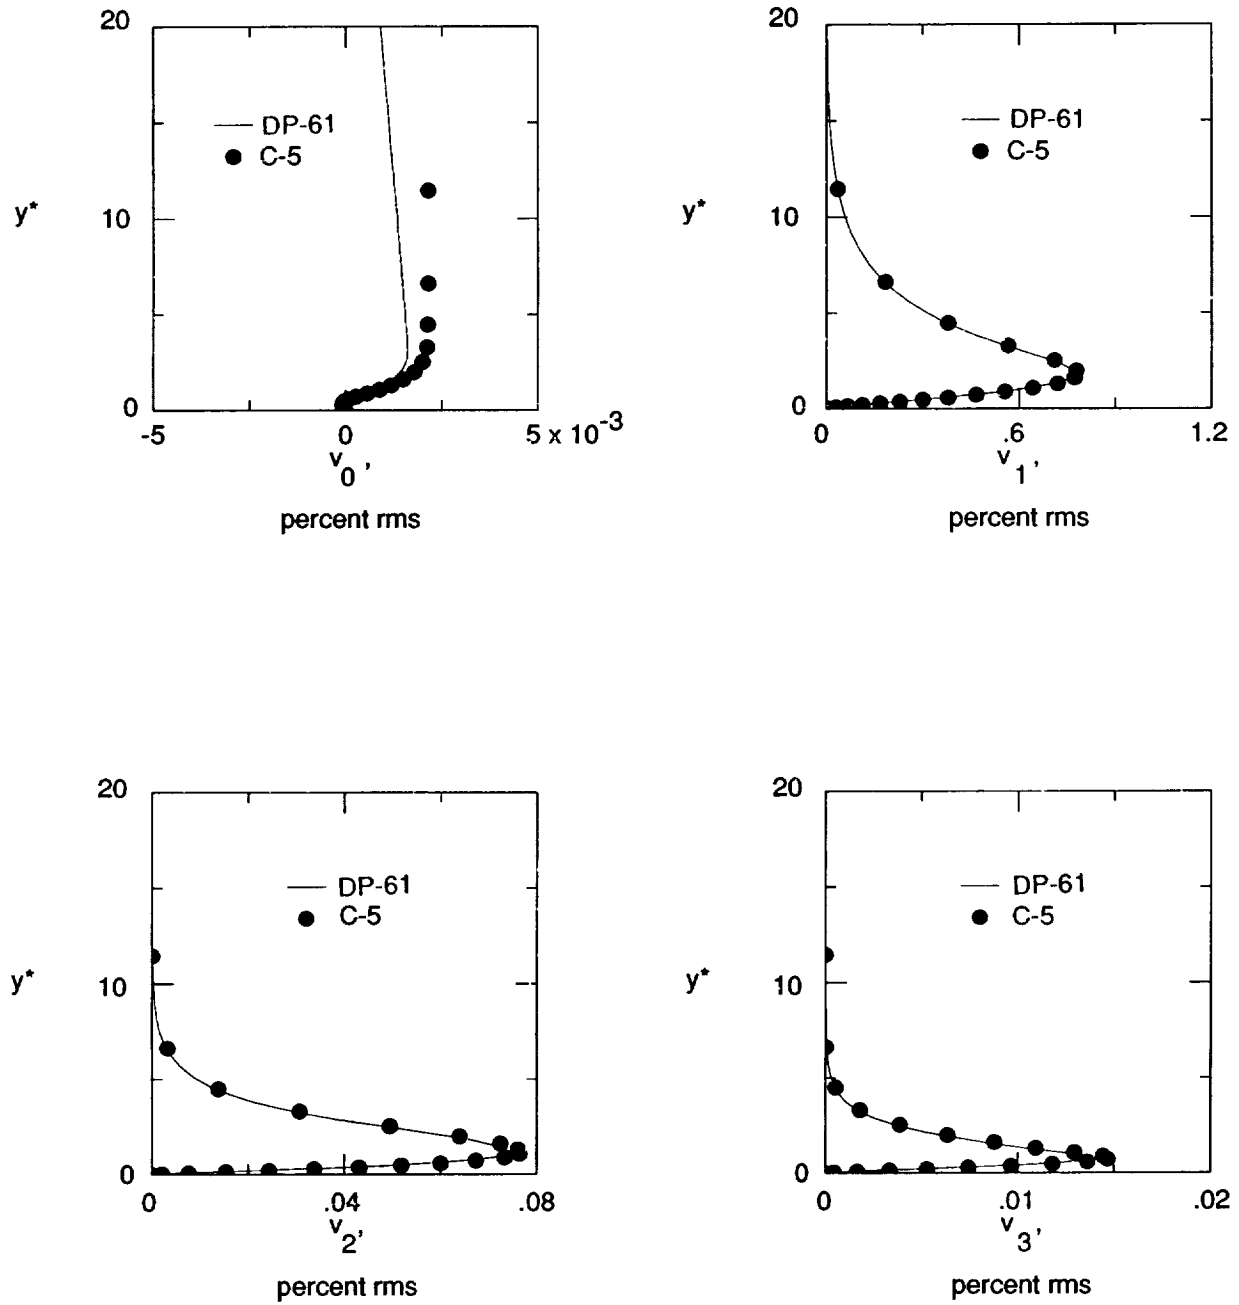 20
DP-61
C-5
y*
10
0
-5 0 5 x 10-3
v0,
percent rms
20
DP-61
C-5
y*
10
0
0 .6 1.2
v1,
percent rms
20
DP-61
C-5
y*
10
0
0 .04 .08
v2,
percent rms
20
DP-61
C-5
y*
10
0
0 .01 .02
v3,
percent rms